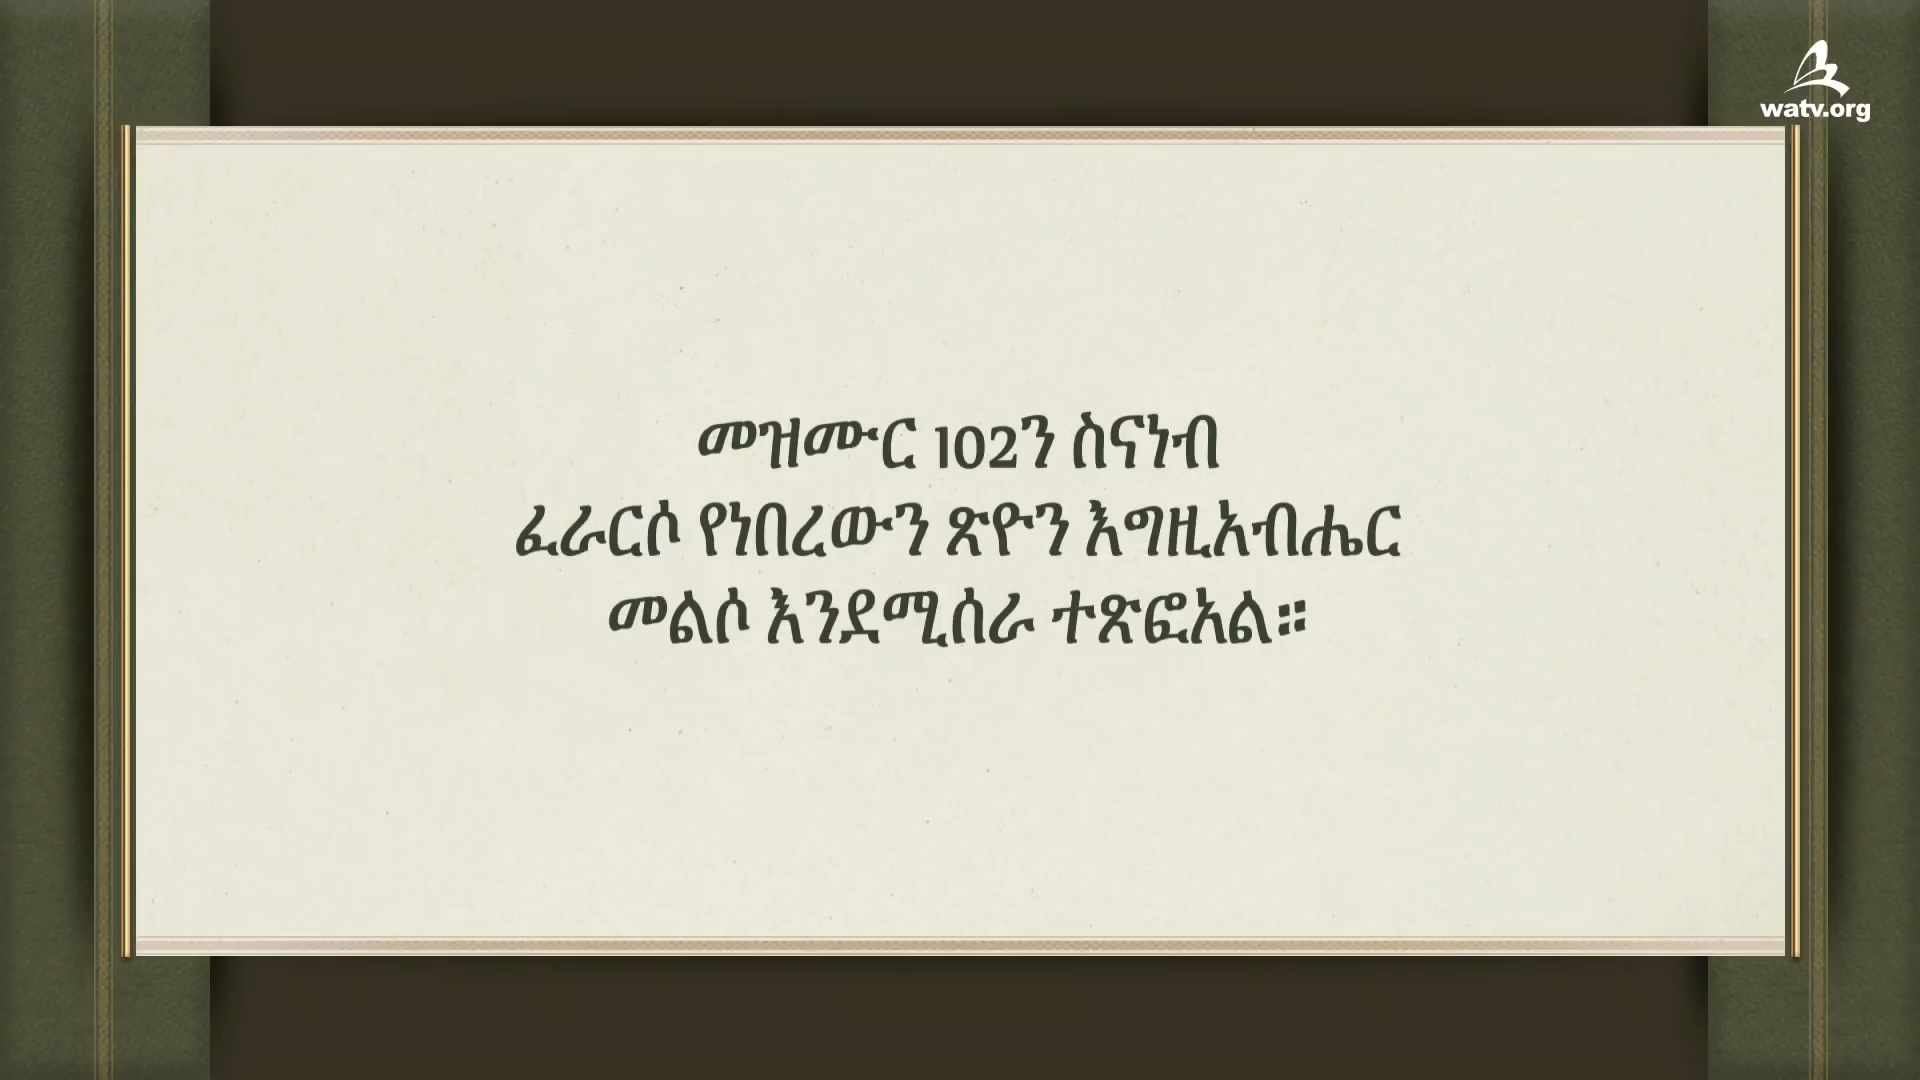 watv.org
መዝሙር 102ን ስናነብ
ፈራርሶ የነበረውን ጽዮን እግዚአብሔር
መልሶ እንደሚሰራ ተጽፎአል።